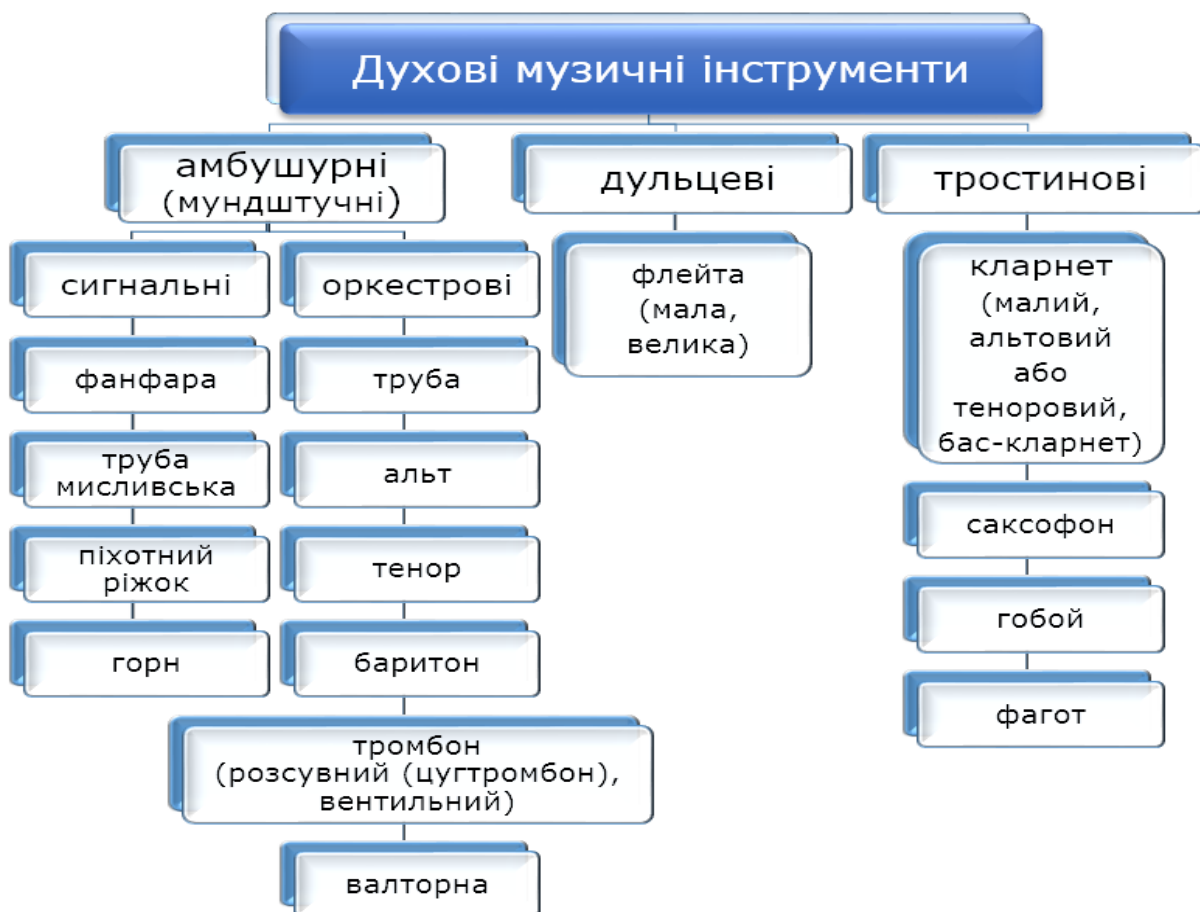 Духові музичні інструменти
амбушурні
(мундштучні)
сигнальні
фанфара
труба
мисливська
піхотний
ріжок
горн
оркестрові
труба
альт
тенор
баритон
тромбон
(розсувний (цугтромбон),
вентильний)
валторна
дульцеві
флейта
(мала,
велика)
тростинові
кларнет
(малий,
альтовий
або
теноровий,
бас-кларнет)
саксофон
гобой
фагот